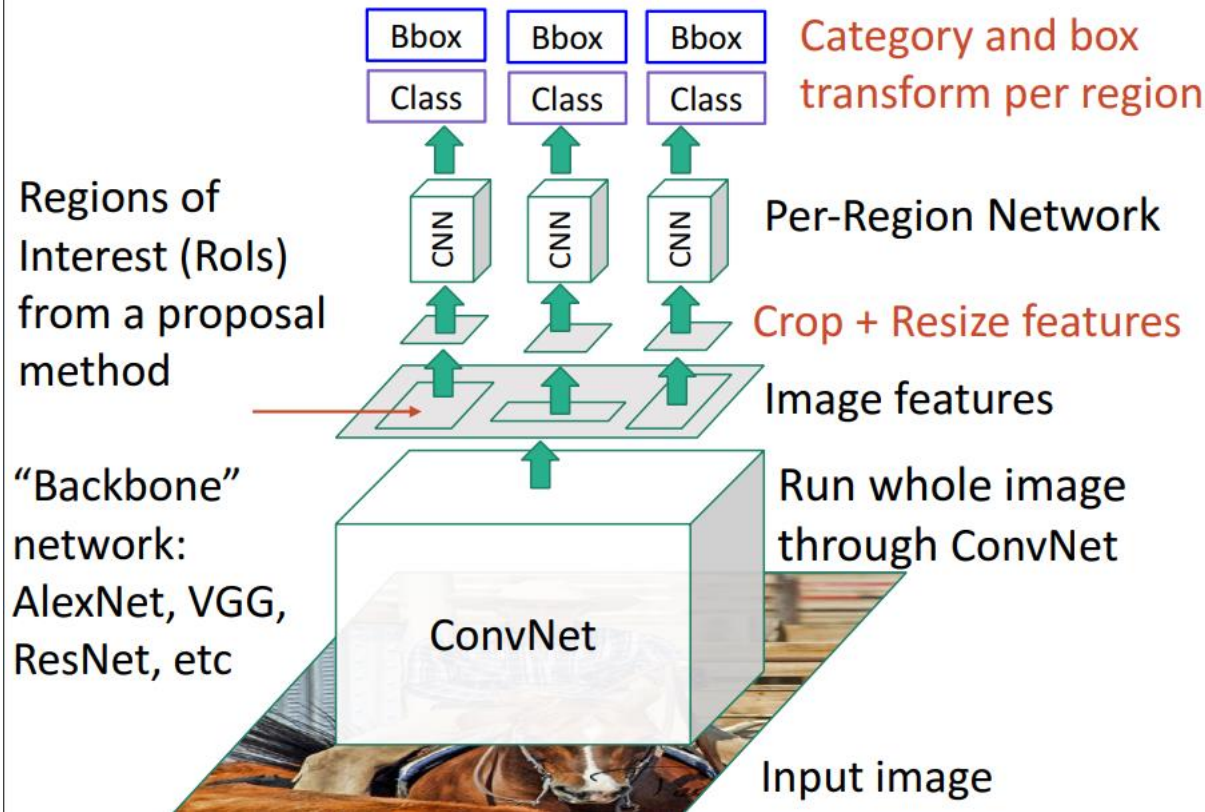 Bbox
Bbox
Bbox
Category and box
transform per region
Class
Class
Class
Regions of
Interest (RoIs)
from a proposal
method
CNN
CNN
CNN
Per-Region Network
Crop + Resize features
Image features
“Backbone”
network:
AlexNet, VGG,
ResNet, etc
Run whole image
through ConvNet
ConvNet
Input image